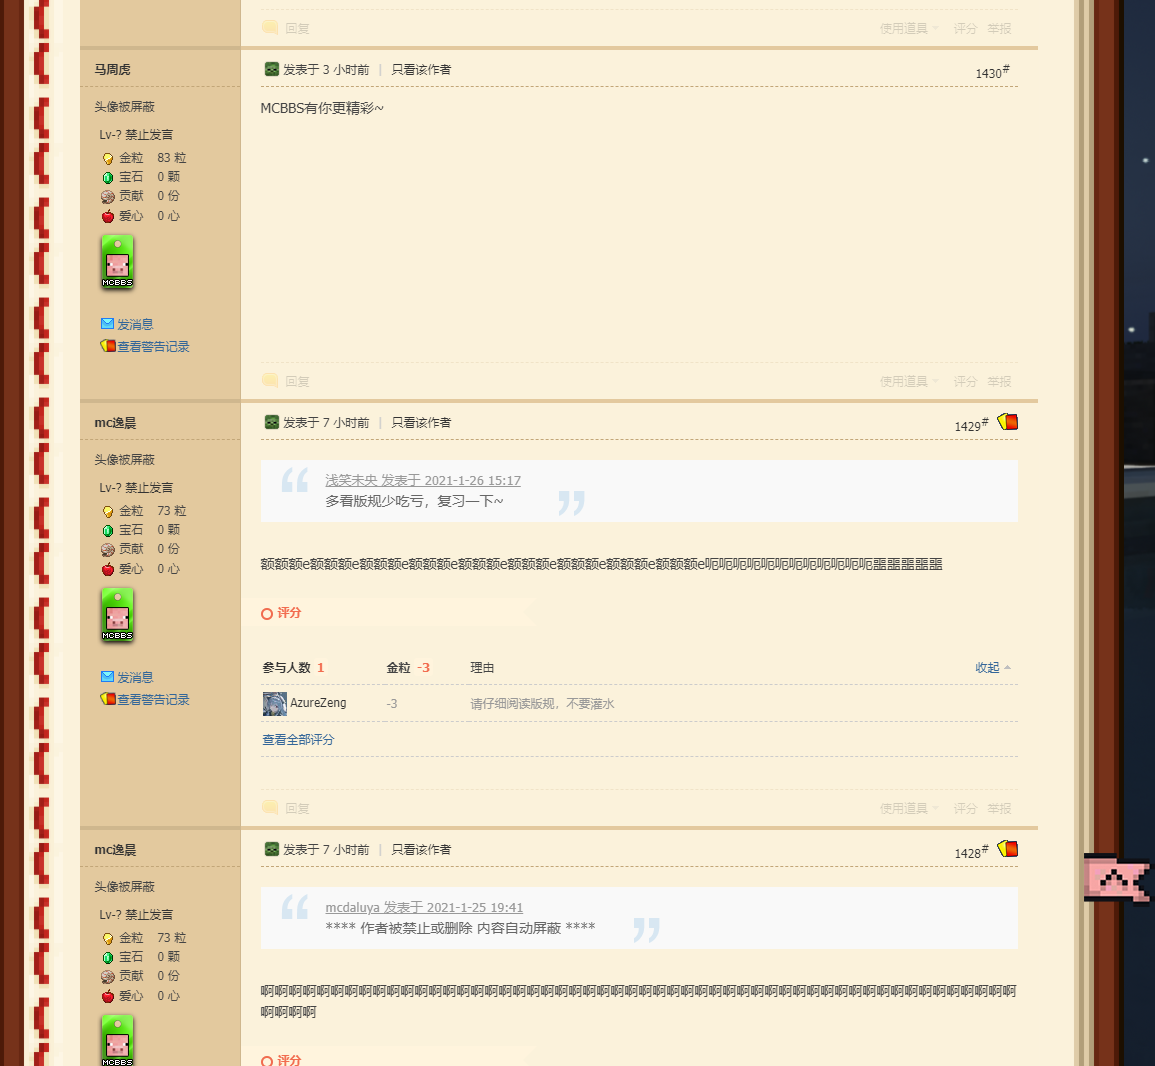 回复 使用道具 评分 举报
马周虎 发表于 3 小时前 | 只看该作者 1430#
头像被屏蔽
MCBBS有你更精彩~
Lv-? 禁止发言
金粒 83 粒
宝石 0 颗
贡献 0 份
爱心 0 心
MCBBS
发消息
查看警告记录
回复 使用道具 评分 举报
mc逸晨 发表于 7 小时前 | 只看该作者 1429#
头像被屏蔽
Lv-? 禁止发言
金粒 73 粒
宝石 0 颗
贡献 0 份
爱心 0 心
MCBBS
发消息
查看警告记录
浅笑未央 发表于 2021-1-26 15:17
多看版规少吃亏，复习一下~
额额额e额额额e额额额e额额额e额额额e额额额e额额额e额额额e额额额e呃呃呃呃呃呃呃呃呃呃呃呃噩噩噩噩噩
评分
参与人数 1 金粒 -3 理由 收起
AzureZeng -3 请仔细阅读版规，不要灌水
查看全部评分
回复 使用道具 评分 举报
mc逸晨 发表于 7 小时前 | 只看该作者 1428#
头像被屏蔽
Lv-? 禁止发言
金粒 73 粒
宝石 0 颗
贡献 0 份
爱心 0 心
MCBBS
mcdaluya 发表于 2021-1-25 19:41
**** 作者被禁止或删除 内容自动屏蔽 ****
啊啊啊啊啊啊啊啊啊啊啊啊啊啊啊啊啊啊啊啊啊啊啊啊啊啊啊啊啊啊啊啊啊啊啊啊啊啊啊啊啊啊啊啊啊啊啊啊啊啊啊啊啊啊
啊啊啊啊
评分